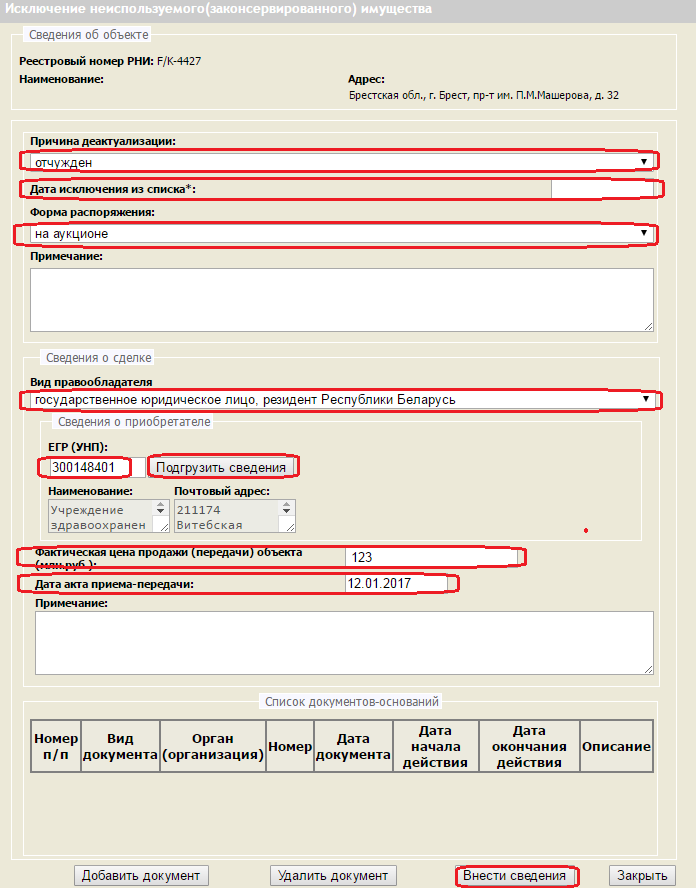 Исключение неиспользуемого(законсервированного) имущества
Сведения об объекте
Реестровый номер РНИ: F/K-4427
Наименование: Адрес:
Брестская обл., г. Брест, пр-т им. П.М.Машерова, д. 32
Причина деактуализации:
отчужден
Дата исключения из списка*:
Форма распоряжения:
на аукционе
Примечание:
Сведения о сделке
Вид правообладателя
государственное юридическое лицо, резидент Республики Беларусь
Сведения о приобретателе
ЕГР (УНП):
300148401 Подгрузить сведения
Наименование: Почтовый адрес:
Учреждение 211174
здравоохранен Витебская
Фактическая цена продажи (передачи) объекта
(млн.руб.): 123
Дата акта приема-передачи: 12.01.2017
Примечание:
Список документов-оснований
Номер п/п Вид документа Орган (организация) Номер Дата документа Дата начала действия Дата окончания действия Описание
Добавить документ Удалить документ Внести сведения Закрыть